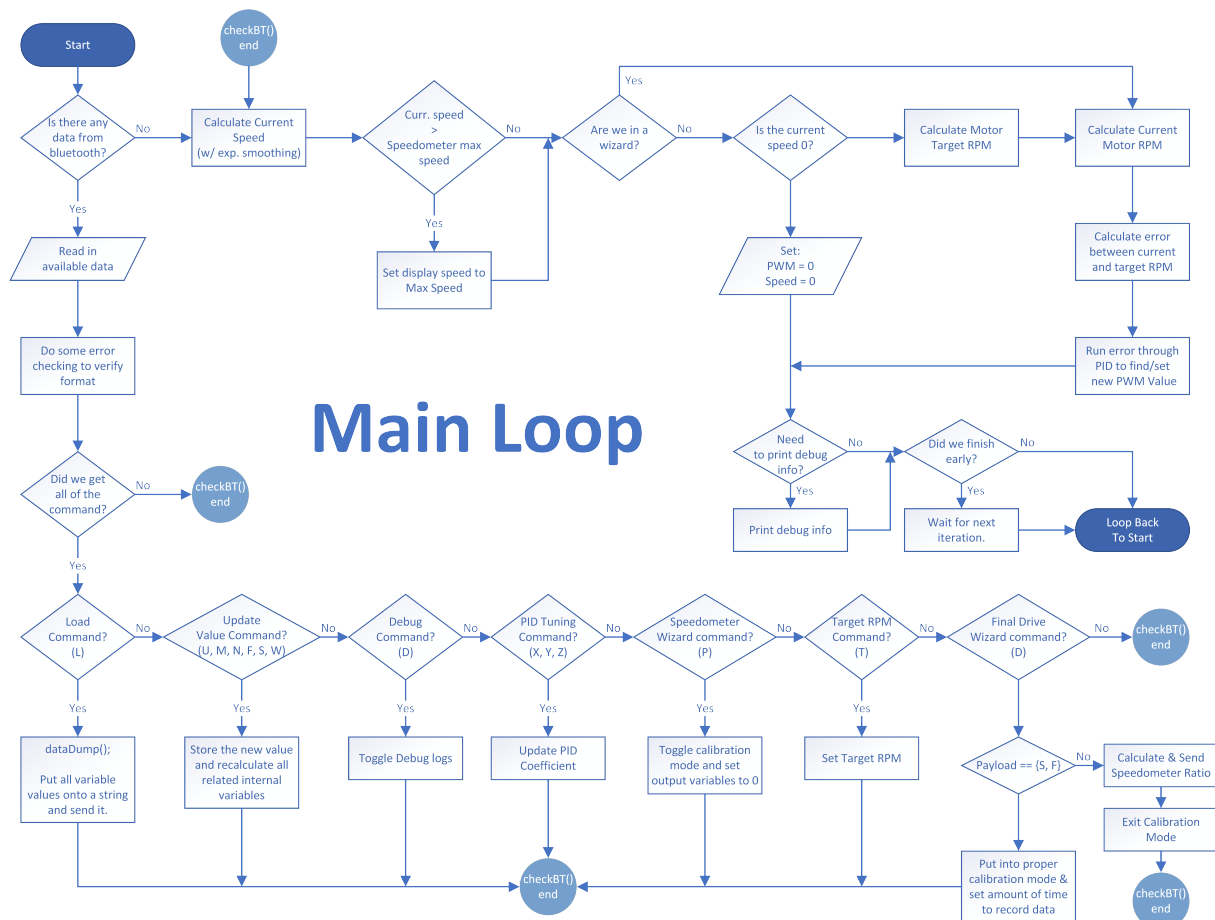 Start
checkBT()
end
Is there any
data from
bluetooth?
No
Calculate Current
Speed
(w/ exp. smoothing)
Curr. speed
>
Speedometer max
speed
No
Are we in a
wizard?
Yes
No
Is the current
speed 0?
Calculate Motor
Target RPM
Calculate Current
Motor RPM
Yes
Yes
Read in
available data
Set display speed to
Max Speed
Set:
PWM = 0
Speed = 0
Calculate error
between current
and target RPM
Do some error
checking to verify
format
Run error through
PID to find/set
new PWM Value
Main Loop
Need
to print debug
info?
No
Did we finish
early?
No
Yes
Yes
Print debug info
Wait for next
iteration.
Loop Back
To Start
Did we get
all of the
command?
No
checkBT()
end
Yes
Load
Command?
(L)
No
Update
Value Command?
(U, M, N, F, S, W)
No
Debug
Command?
(D)
No
PID Tuning
Command?
(X, Y, Z)
No
Speedometer
Wizard command?
(P)
No
Target RPM
Command?
(T)
No
Final Drive
Wizard command?
(D)
No
checkBT()
end
Yes
Yes
Yes
Yes
Yes
Yes
dataDump();
Put all variable
values onto a string
and send it.
Store the new value
and recalculate all
related internal
variables
Toggle Debug logs
Update PID
Coefficient
Toggle calibration
mode and set
output variables to 0
Set Target RPM
Payload == {S, F}
No
Calculate & Send
Speedometer Ratio
Exit Calibration
Mode
checkBT()
end
Put into proper
calibration mode &
set amount of time
to record data
checkBT()
end